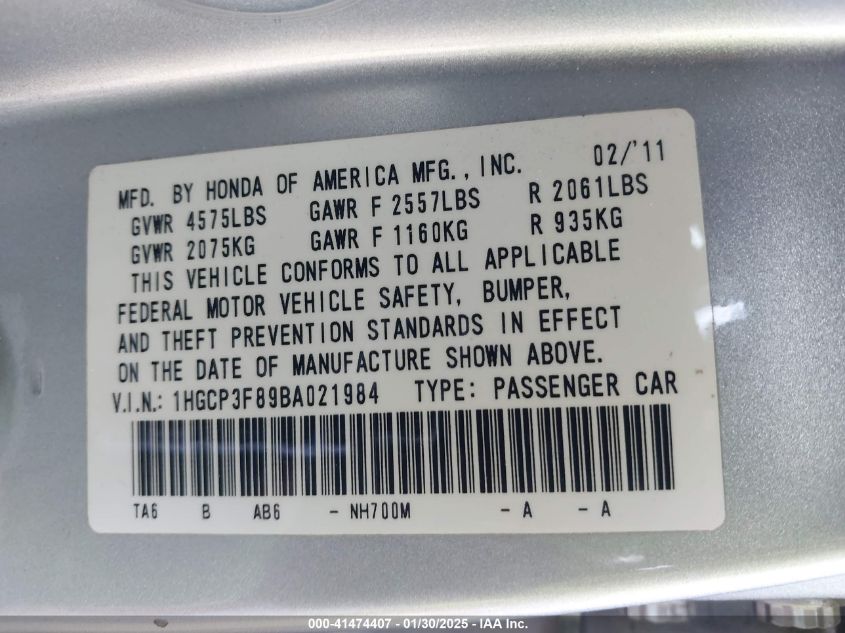 MFD. BY HONDA OF AMERICA MFG., INC. 02/'11
GVWR 4575LBS GAWR F 2557LBS R 2061LBS
GVWR 2075KG GAWR F 1160KG R 935KG
THIS VEHICLE CONFORMS TO ALL APPLICABLE
FEDERAL MOTOR VEHICLE SAFETY, BUMPER,
AND THEFT PREVENTION STANDARDS IN EFFECT
ON THE DATE OF MANUFACTURE SHOWN ABOVE.
V.I.N.: 1HGCP3F89BA021984 TYPE: PASSENGER CAR
TA6 B AB6 - NH700M - A - A
000-41474407 - 01/30/2025 - IAA Inc.